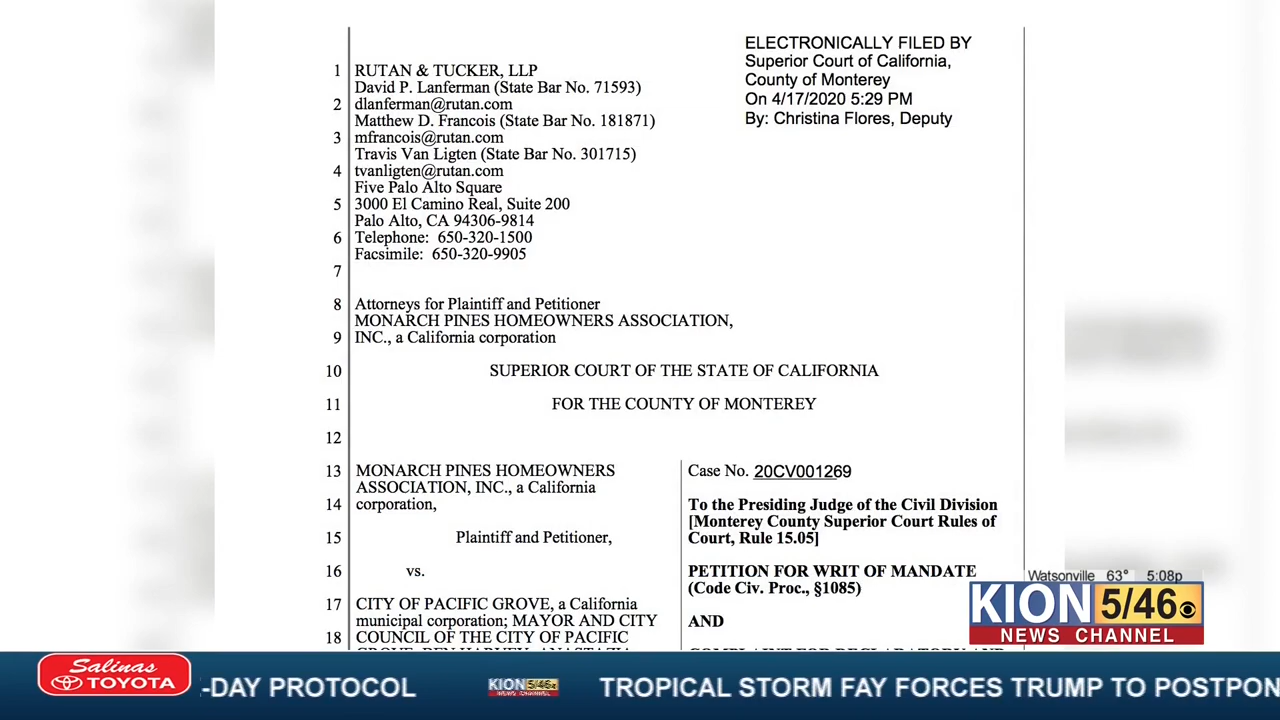 ELECTRONICALLY FILED BY
Superior Court of California,
County of Monterey
On 4/17/2020 5:29 PM
By: Christina Flores, Deputy
1 RUTAN & TUCKER, LLP
David P. Lanferman (State Bar No. 71593)
2 dlanferman@rutan.com
Matthew D. Francois (State Bar No. 181871)
3 mfrancois@rutan.com
Travis Van Ligten (State Bar No. 301715)
4 tvanligten@rutan.com
Five Palo Alto Square
5 3000 El Camino Real, Suite 200
Palo Alto, CA 94306-9814
6 Telephone: 650-320-1500
Facsimile: 650-320-9905
7
8 Attorneys for Plaintiff and Petitioner
MONARCH PINES HOMEOWNERS ASSOCIATION,
9 INC., a California corporation
10 SUPERIOR COURT OF THE STATE OF CALIFORNIA
11 FOR THE COUNTY OF MONTEREY
12
13 MONARCH PINES HOMEOWNERS
ASSOCIATION, INC., a California
14 corporation,
15 Plaintiff and Petitioner,
16 vs.
17 CITY OF PACIFIC GROVE, a California
municipal corporation; MAYOR AND CITY
18 COUNCIL OF THE CITY OF PACIFIC
Case No. 20CV001269
To the Presiding Judge of the Civil Division
[Monterey County Superior Court Rules of
Court, Rule 15.05]
PETITION FOR WRIT OF MANDATE
(Code Civ. Proc., §1085)
AND
Watsonville 63° 5:08p
KION 5/46
NEWS CHANNEL
Salinas
TOYOTA
-DAY PROTOCOL
KION 5/46
NEWS CHANNEL
TROPICAL STORM FAY FORCES TRUMP TO POSTPON